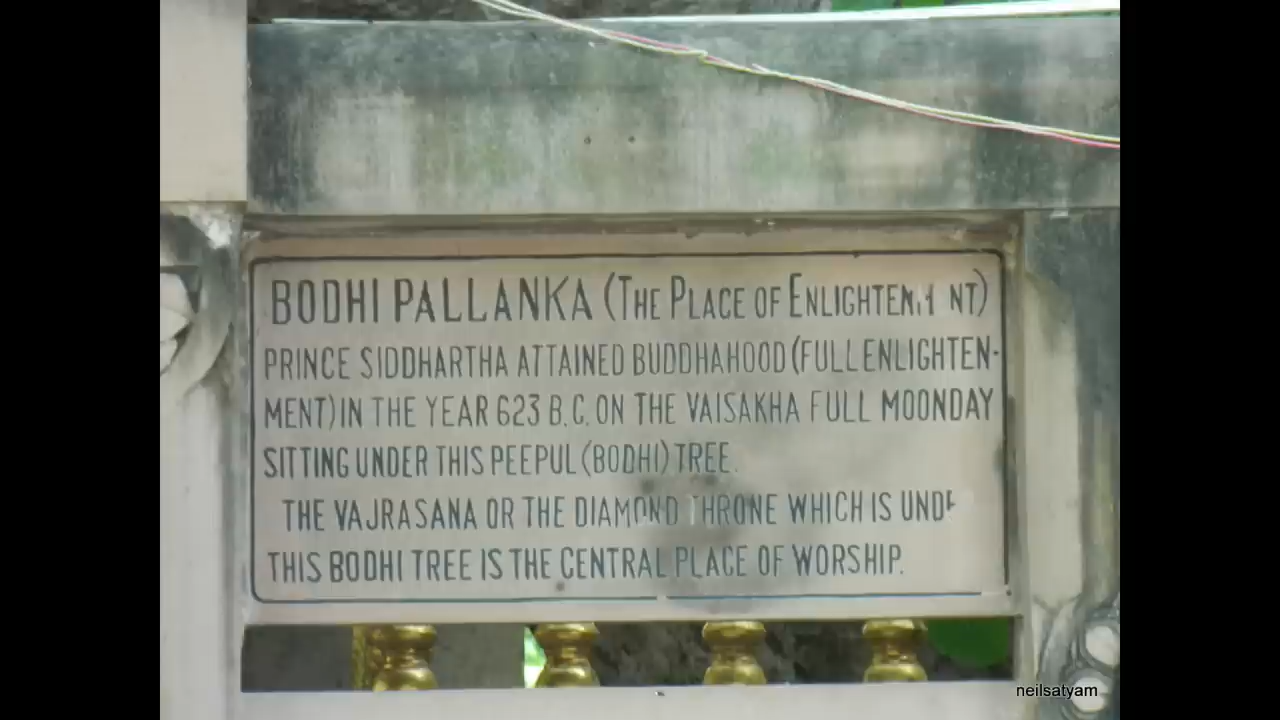 BODHI PALLANKA (THE PLACE OF ENLIGHTENM NT)
PRINCE SIDDHARTHA ATTAINED BUDDHAHOOD (FULL ENLIGHTEN-
MENT) IN THE YEAR 623 B.C. ON THE VAISAKHA FULL MOONDAY
SITTING UNDER THIS PEEPUL (BODHI) TREE.
THE VAJRASANA OR THE DIAMOND THRONE WHICH IS UNDE
THIS BODHI TREE IS THE CENTRAL PLACE OF WORSHIP.
neilsatyam